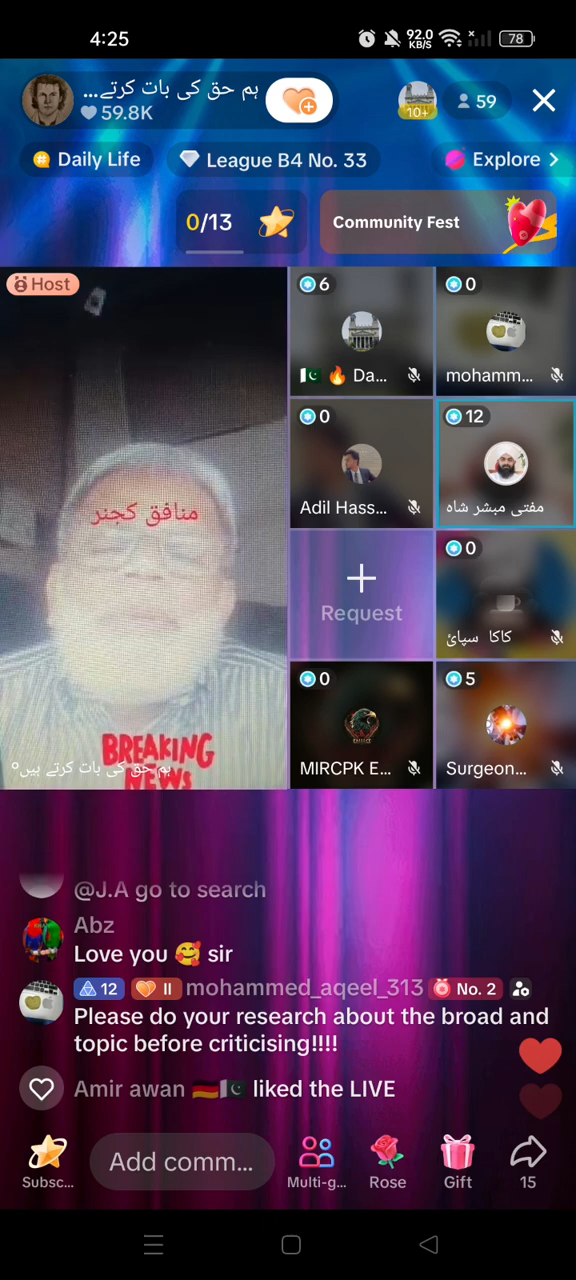 4:25
92.0
KB/S
78
ہم حق کی بات کرتے...
59.8K
10+
59
Daily Life
League B4 No. 33
Explore
0/13
Community Fest
Host
6
🇵🇰 🔥 Da...
0
mohamm...
منافق کجنر
0
Adil Hass...
12
مفتی مبشر شاہ
Request
0
کاکا سپائ
BREAKING
NEWS
ہم حق کی بات کرتے ہیں°
0
MIRCPK E...
5
Surgeon...
@J.A go to search
Abz
Love you 🥰 sir
12 II mohammed_aqeel_313 No. 2
Please do your research about the broad and
topic before criticising!!!!
Amir awan 🇩🇪🇵🇰 liked the LIVE
Subsc...
Add comm...
Multi-g...
Rose
Gift
15